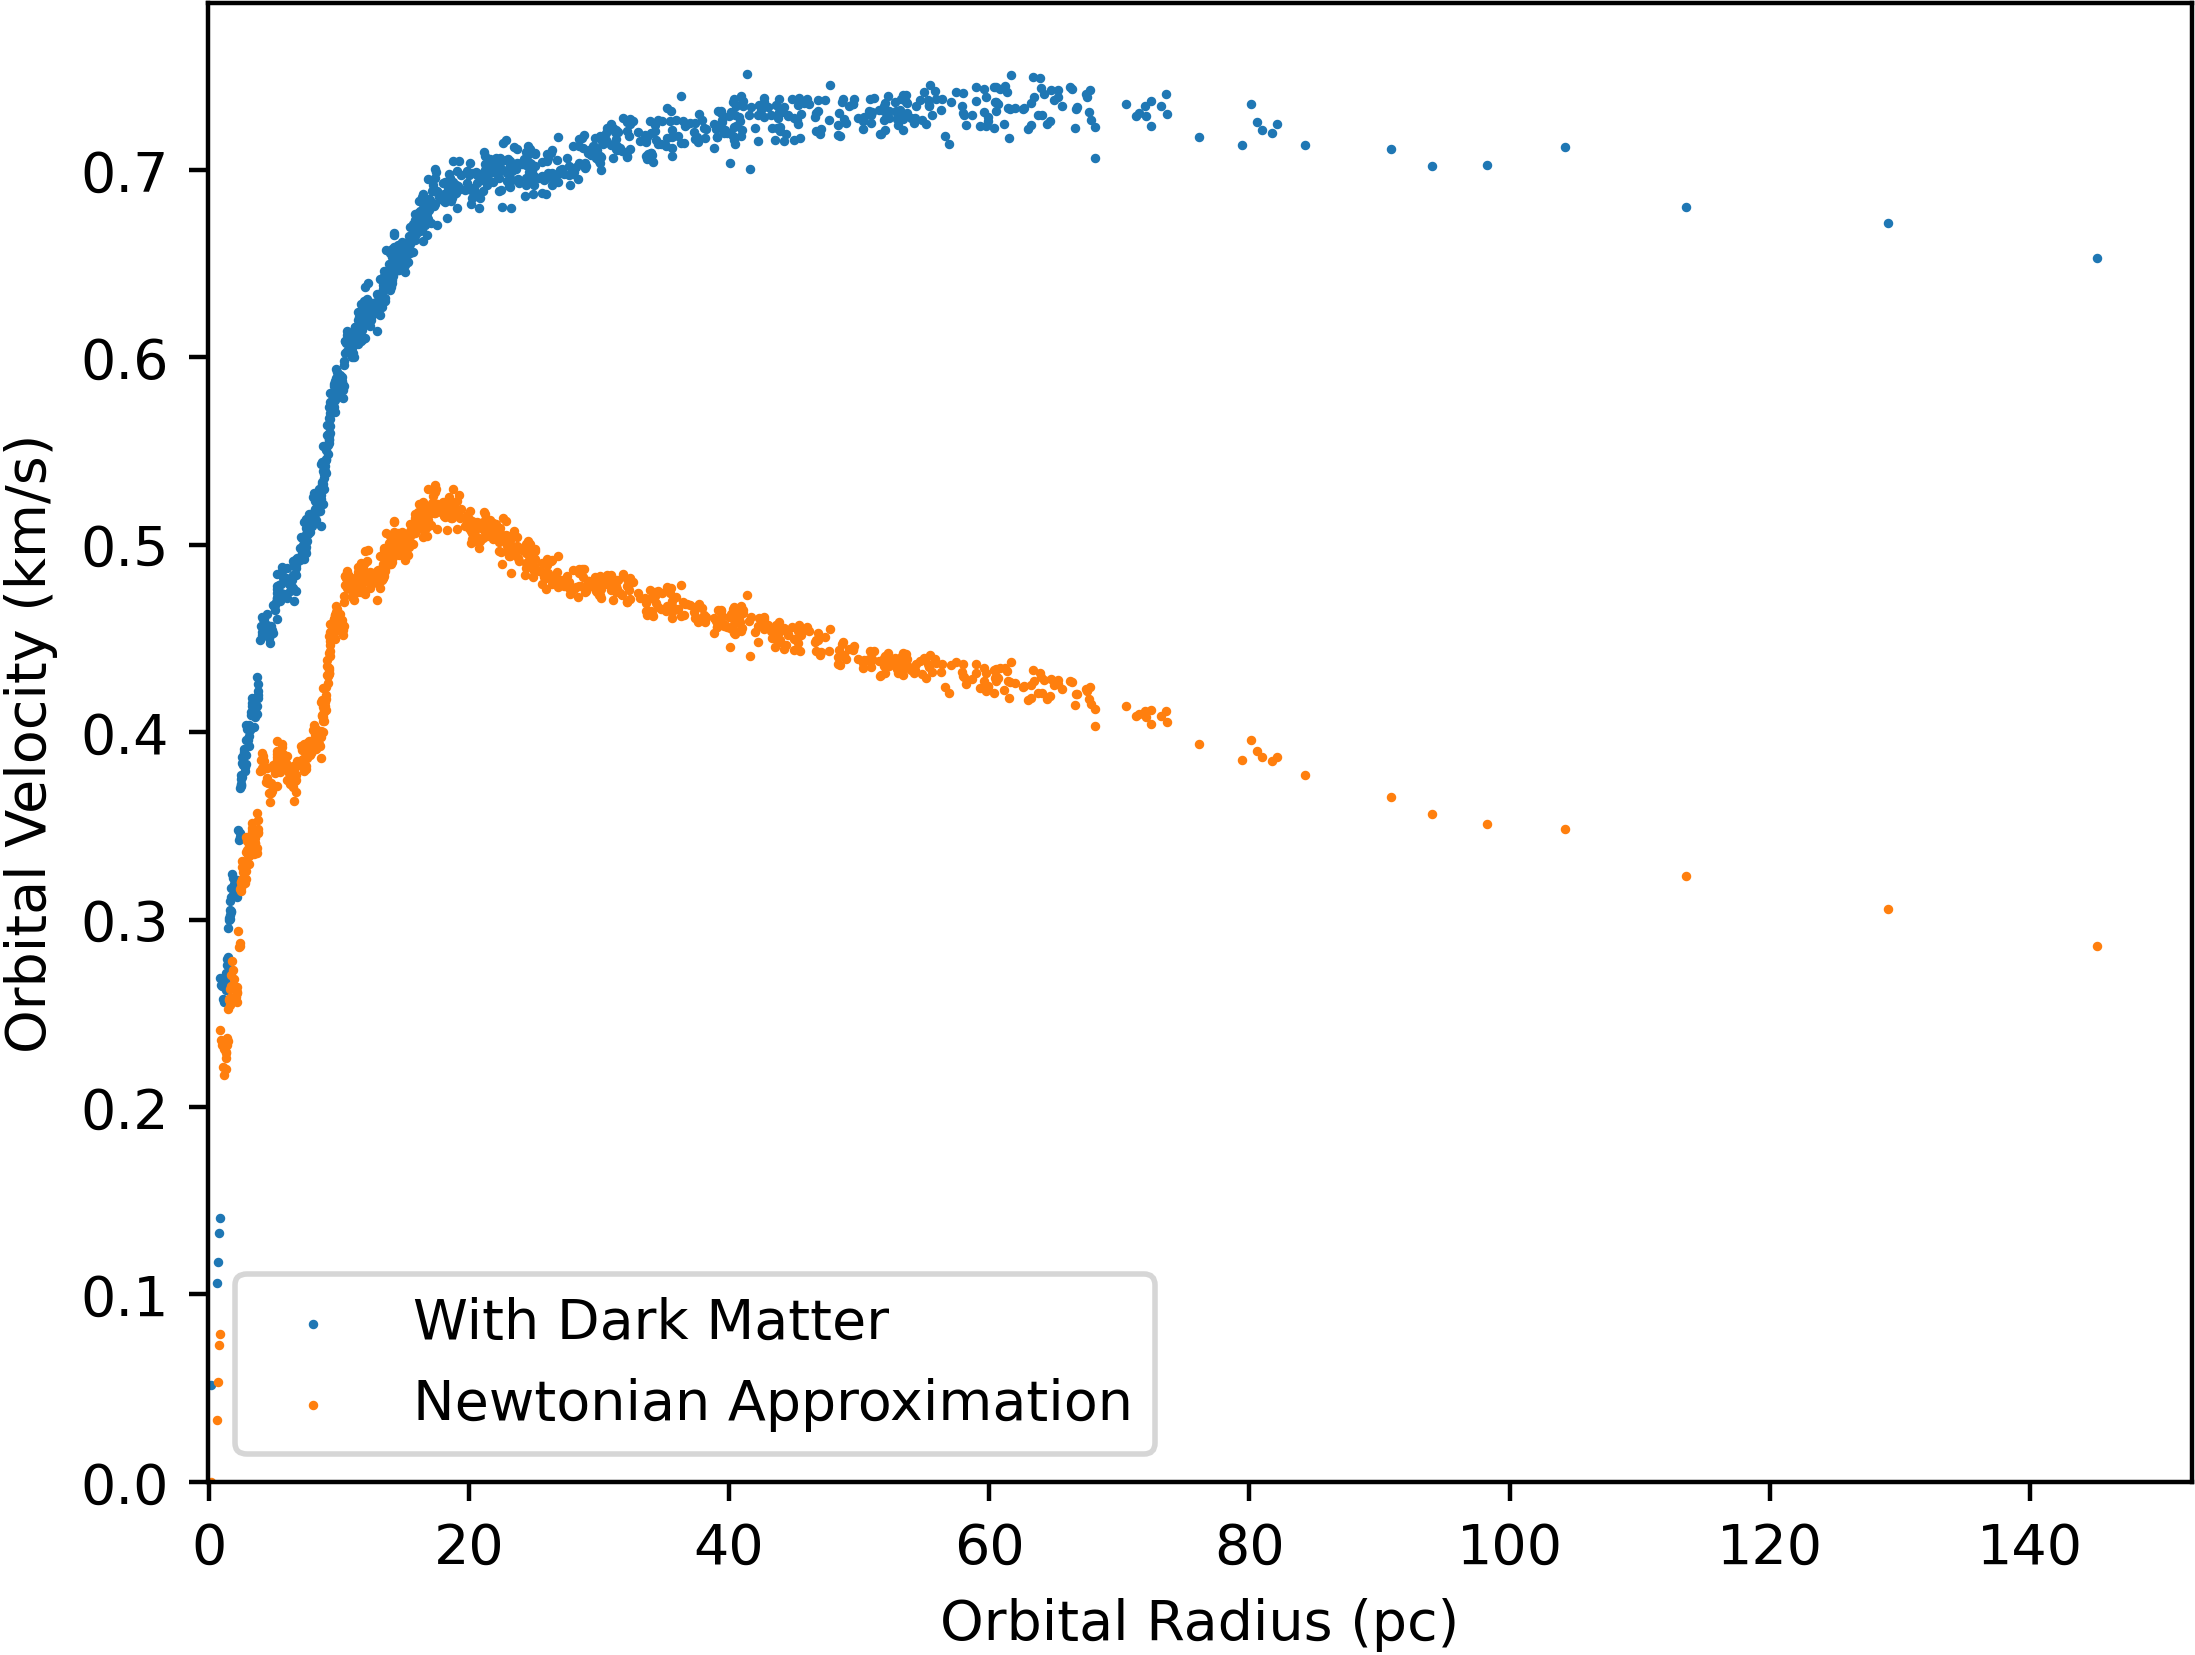 Orbital Velocity (km/s)
0.7
0.6
0.5
0.4
0.3
0.2
0.1
0.0
With Dark Matter
Newtonian Approximation
0 20 40 60 80 100 120 140
Orbital Radius (pc)